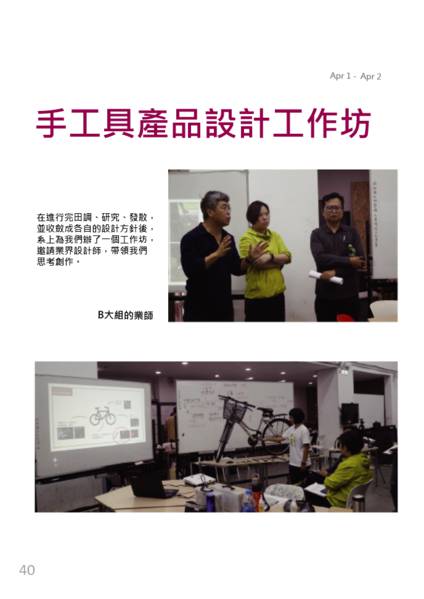 Apr 1 - Apr 2
手工具產品設計工作坊
在進行完田調、研究、發散，
並收斂成各自的設計方針後，
系上為我們辦了一個工作坊，
邀請業界設計師，帶領我們
思考創作。
B大組的業師
40